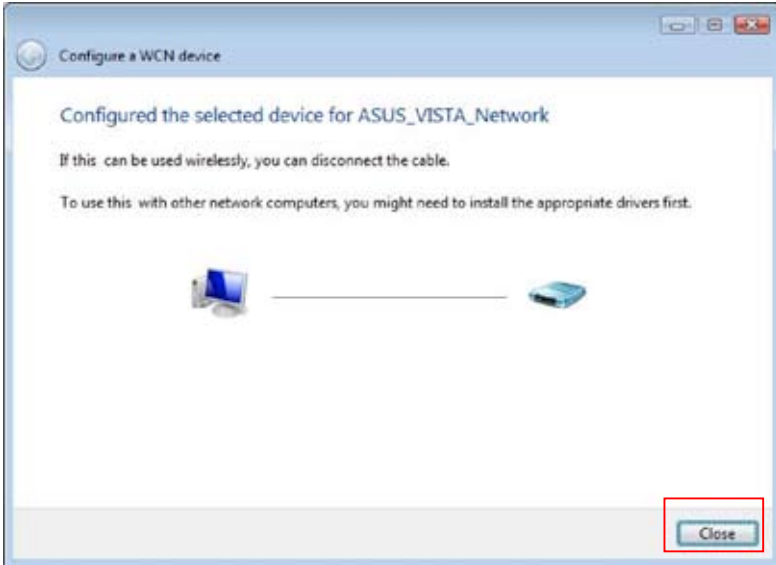 Configure a WCN device
Configured the selected device for ASUS_VISTA_Network
If this can be used wirelessly, you can disconnect the cable.
To use this with other network computers, you might need to install the appropriate drivers first.
Close